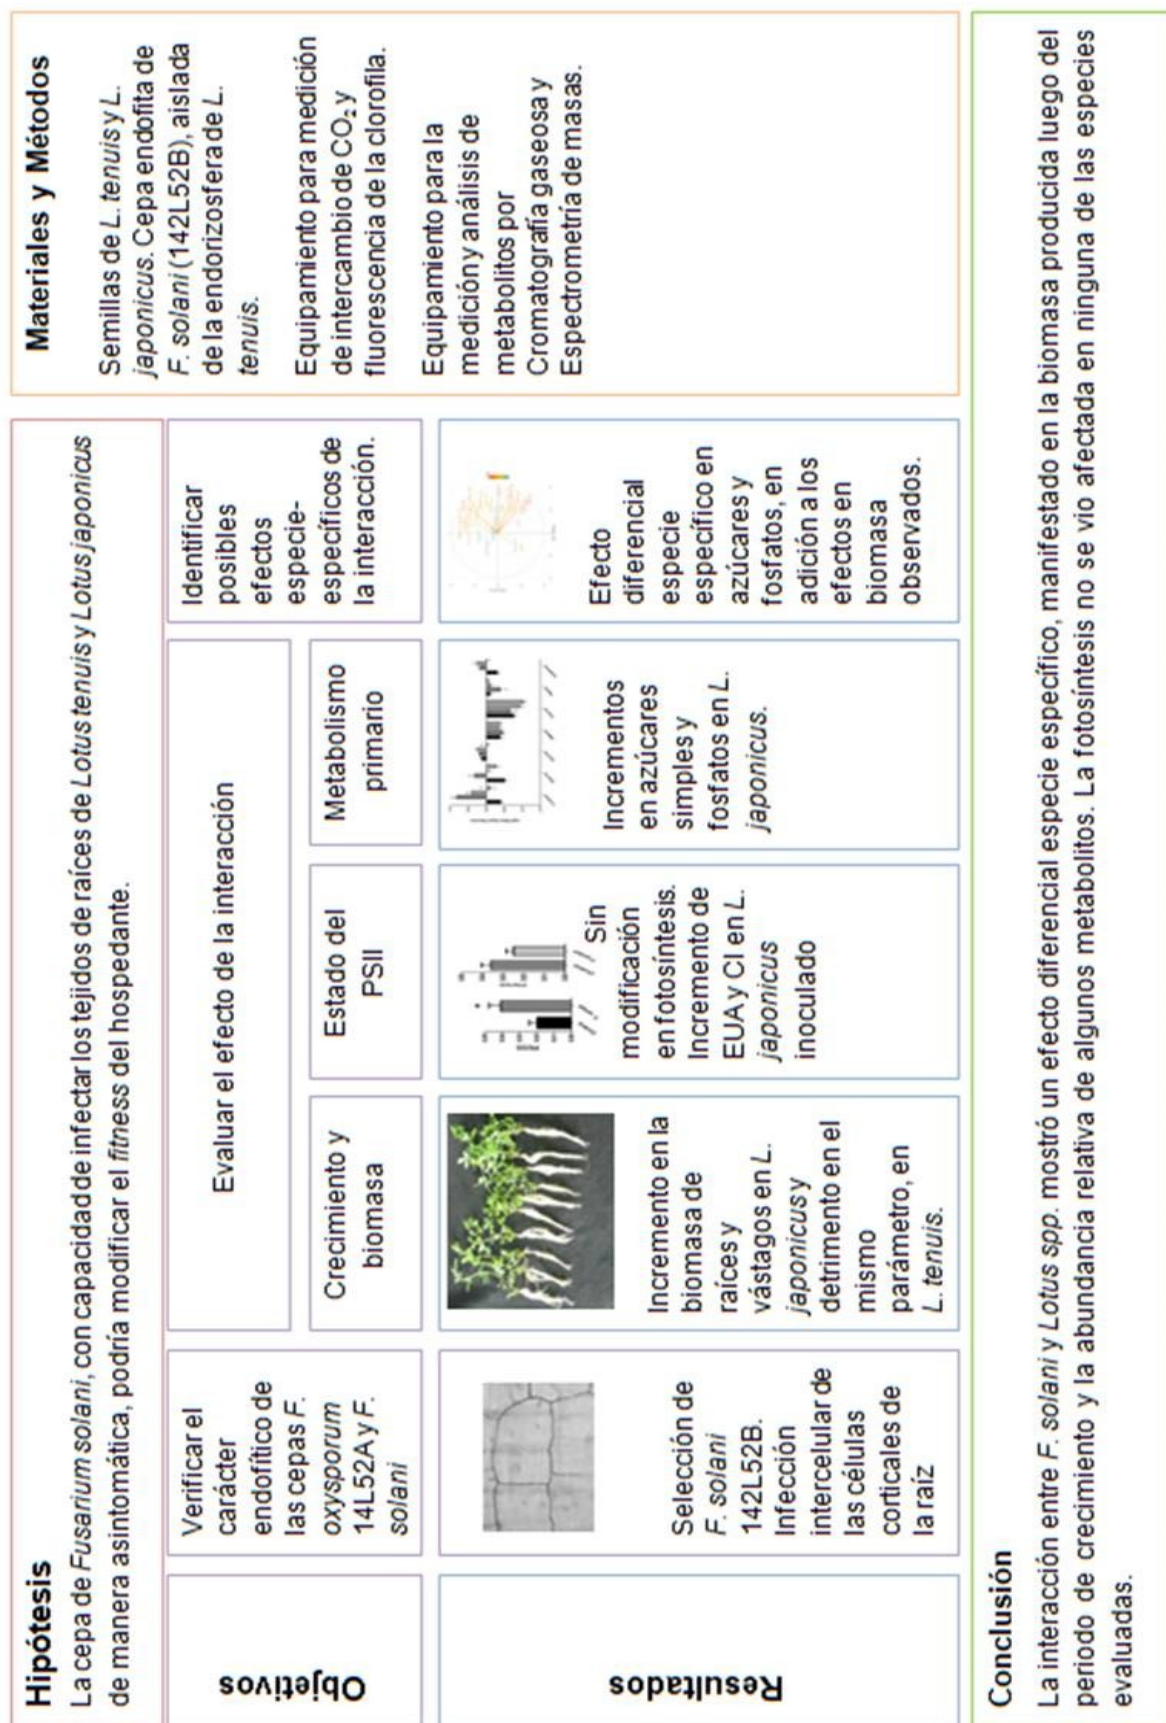 Hipótesis
La cepa de Fusarium solani, con capacidad de infectar los tejidos de raíces de Lotus tenuis y Lotus japonicus
de manera asintomática, podría modificar el fitness del hospedante.
Materiales y Métodos
Semillas de L. tenuis y L.
japonicus. Cepa endofita de
F. solani (142L52B), aislada
de la endorizosfera de L.
tenuis.
Equipamiento para medición
de intercambio de CO₂ y
fluorescencia de la clorofila.
Equipamiento para la
medición y análisis de
metabolitos por
Cromatografía gaseosa y
Espectrometría de masas.
Objetivos
Verificar el
carácter
endofítico de
las cepas F.
oxysporum
14L52A y F.
solani
Evaluar el efecto de la interacción
Crecimiento y
biomasa
Estado del
PSII
Metabolismo
primario
Identificar
posibles
efectos
especie-
específicos de
la interacción.
Resultados
Selección de
F. solani
142L52B.
Infección
intercelular de
las células
corticales de
la raíz
Incremento en la
biomasa de
raíces y
vástagos en L.
japonicus y
detrimento en el
mismo
parámetro, en
L. tenuis.
Sin
modificación
en fotosíntesis.
Incremento de
EUA y CI en L.
japonicus
inoculado
Incrementos
en azúcares
simples y
fosfatos en L.
japonicus.
Efecto
diferencial
especie
específico en
azúcares y
fosfatos, en
adición a los
efectos en
biomasa
observados.
Conclusión
La interacción entre F. solani y Lotus spp. mostró un efecto diferencial especie específico, manifestado en la biomasa producida luego del
periodo de crecimiento y la abundancia relativa de algunos metabolitos. La fotosíntesis no se vio afectada en ninguna de las especies
evaluadas.